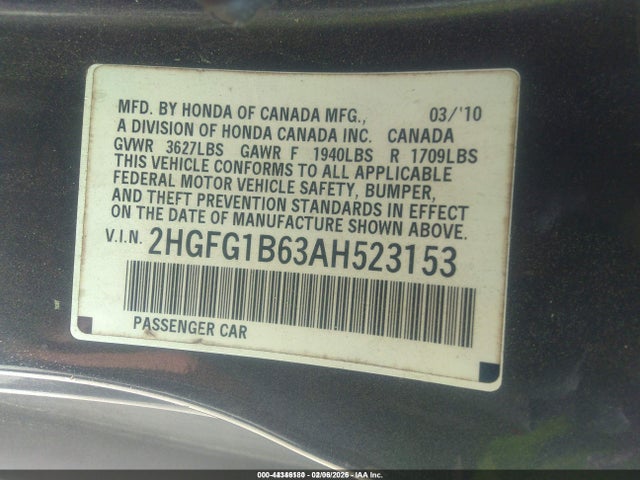 MFD. BY HONDA OF CANADA MFG., 03/'10
A DIVISION OF HONDA CANADA INC. CANADA
GVWR 3627LBS GAWR F 1940LBS R 1709LBS
THIS VEHICLE CONFORMS TO ALL APPLICABLE
FEDERAL MOTOR VEHICLE SAFETY, BUMPER,
AND THEFT PREVENTION STANDARDS IN EFFECT
ON THE DATE OF MANUFACTURE SHOWN ABOVE.
V.I.N. 2HGFG1B63AH523153
PASSENGER CAR
02/06/2026 - IAA Inc.